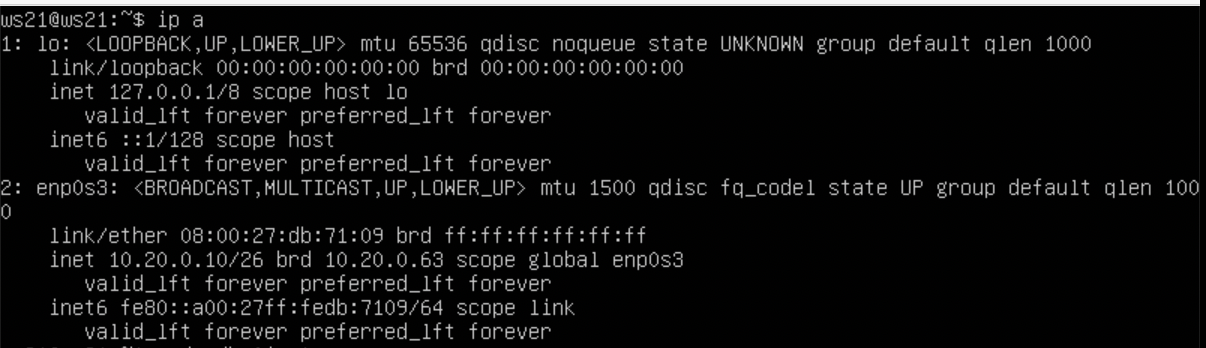 ws21@ws21:~$ ip a
1: lo: <LOOPBACK,UP,LOWER_UP> mtu 65536 qdisc noqueue state UNKNOWN group default qlen 1000
    link/loopback 00:00:00:00:00:00 brd 00:00:00:00:00:00
    inet 127.0.0.1/8 scope host lo
       valid_lft forever preferred_lft forever
    inet6 ::1/128 scope host
       valid_lft forever preferred_lft forever
2: enp0s3: <BROADCAST,MULTICAST,UP,LOWER_UP> mtu 1500 qdisc fq_codel state UP group default qlen 100
0
    link/ether 08:00:27:db:71:09 brd ff:ff:ff:ff:ff:ff
    inet 10.20.0.10/26 brd 10.20.0.63 scope global enp0s3
       valid_lft forever preferred_lft forever
    inet6 fe80::a00:27ff:fedb:7109/64 scope link
       valid_lft forever preferred_lft forever